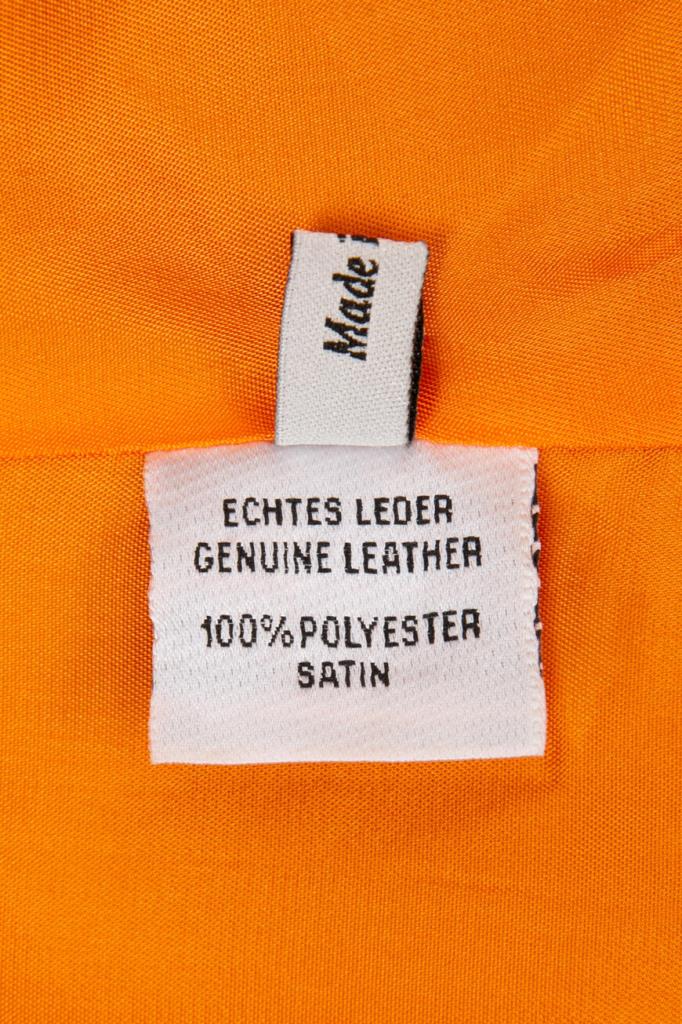 Made
ECHTES LEDER
GENUINE LEATHER
100% POLYESTER
SATIN